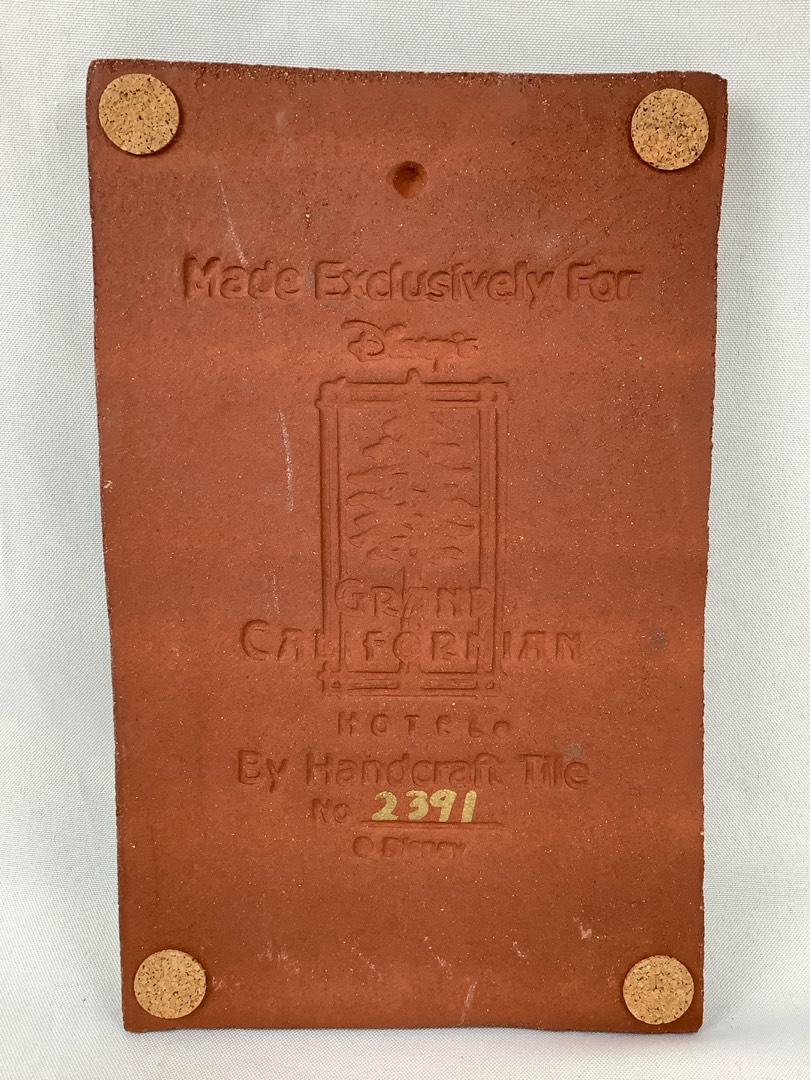 Made Exclusively For
Disney's
GRAND
CALIFORNIAN
HOTEL
By Handcraft Tile
No 2391
© Disney